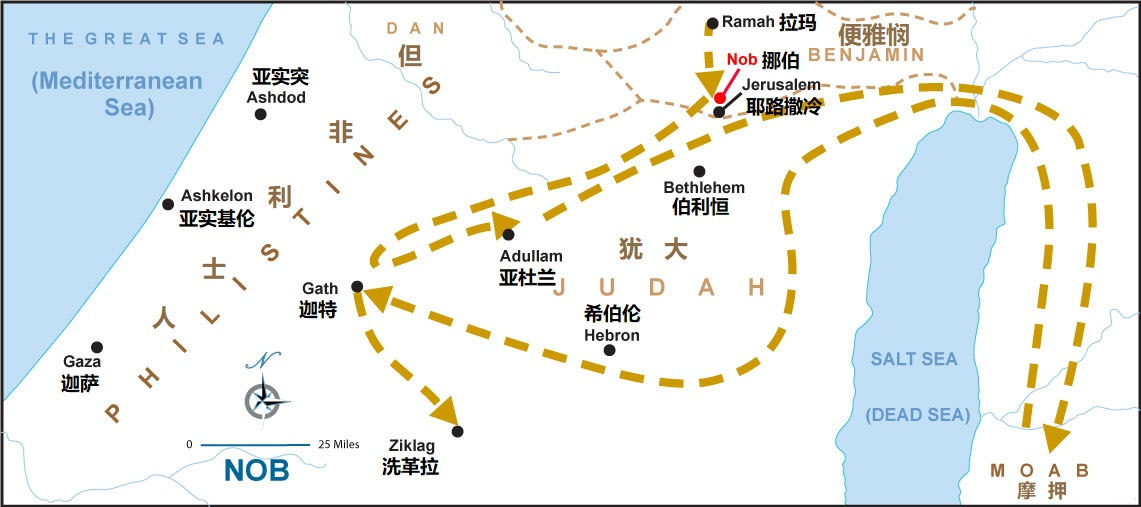 THE GREAT SEA
(Mediterranean
Sea)
DAN
但
Ramah 拉玛
便雅悯
BENJAMIN
Nob 挪伯
Jerusalem
耶路撒冷
亚实突
Ashdod
Ashkelon
亚实基伦
非利士人
PHILISTINES
Bethlehem
伯利恒
Adullam
亚杜兰
犹大
JUDAH
Gath
迦特
希伯伦
Hebron
Gaza
迦萨
N
0 25 Miles
NOB
Ziklag
洗革拉
SALT SEA
(DEAD SEA)
MOAB
摩押